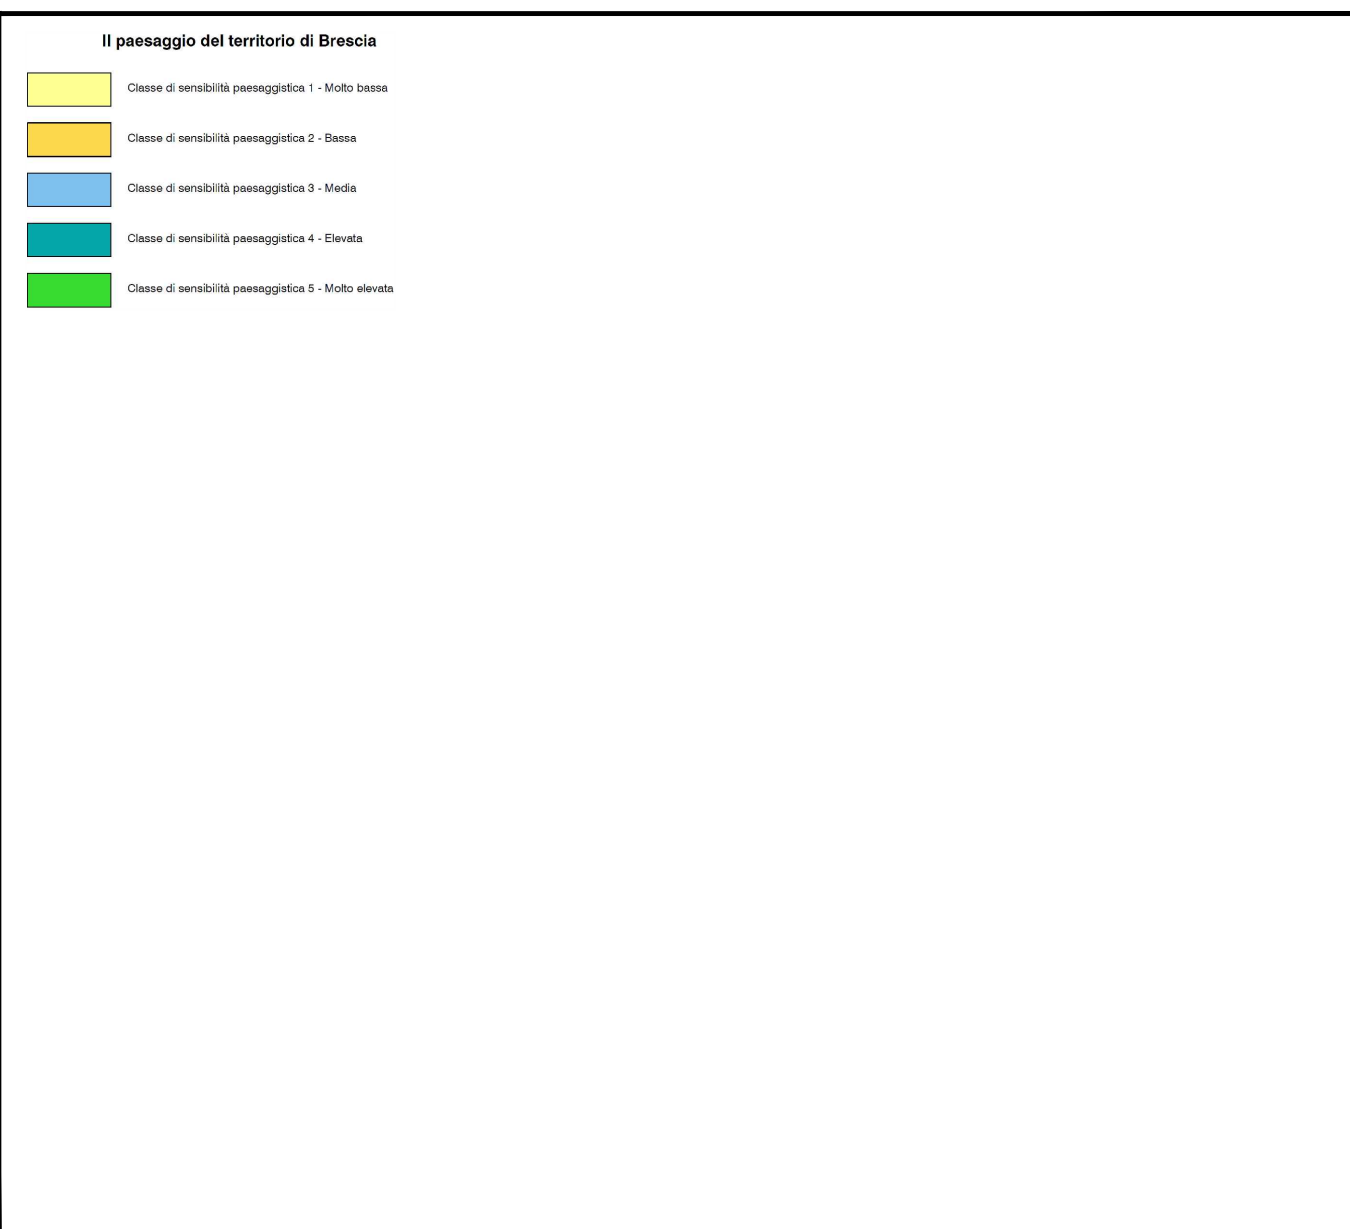 Il paesaggio del territorio di Brescia
Classe di sensibilità paesaggistica 1 - Molto bassa
Classe di sensibilità paesaggistica 2 - Bassa
Classe di sensibilità paesaggistica 3 - Media
Classe di sensibilità paesaggistica 4 - Elevata
Classe di sensibilità paesaggistica 5 - Molto elevata